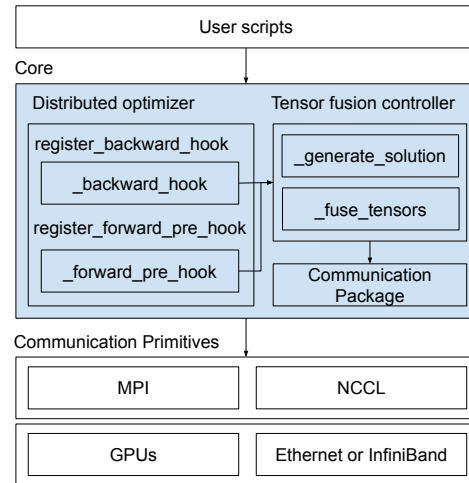 User scripts
Core
Distributed optimizer
register_backward_hook
_backward_hook
register_forward_pre_hook
_forward_pre_hook
Tensor fusion controller
_generate_solution
_fuse_tensors
Communication
Package
Communication Primitives
MPI
NCCL
GPUs
Ethernet or InfiniBand